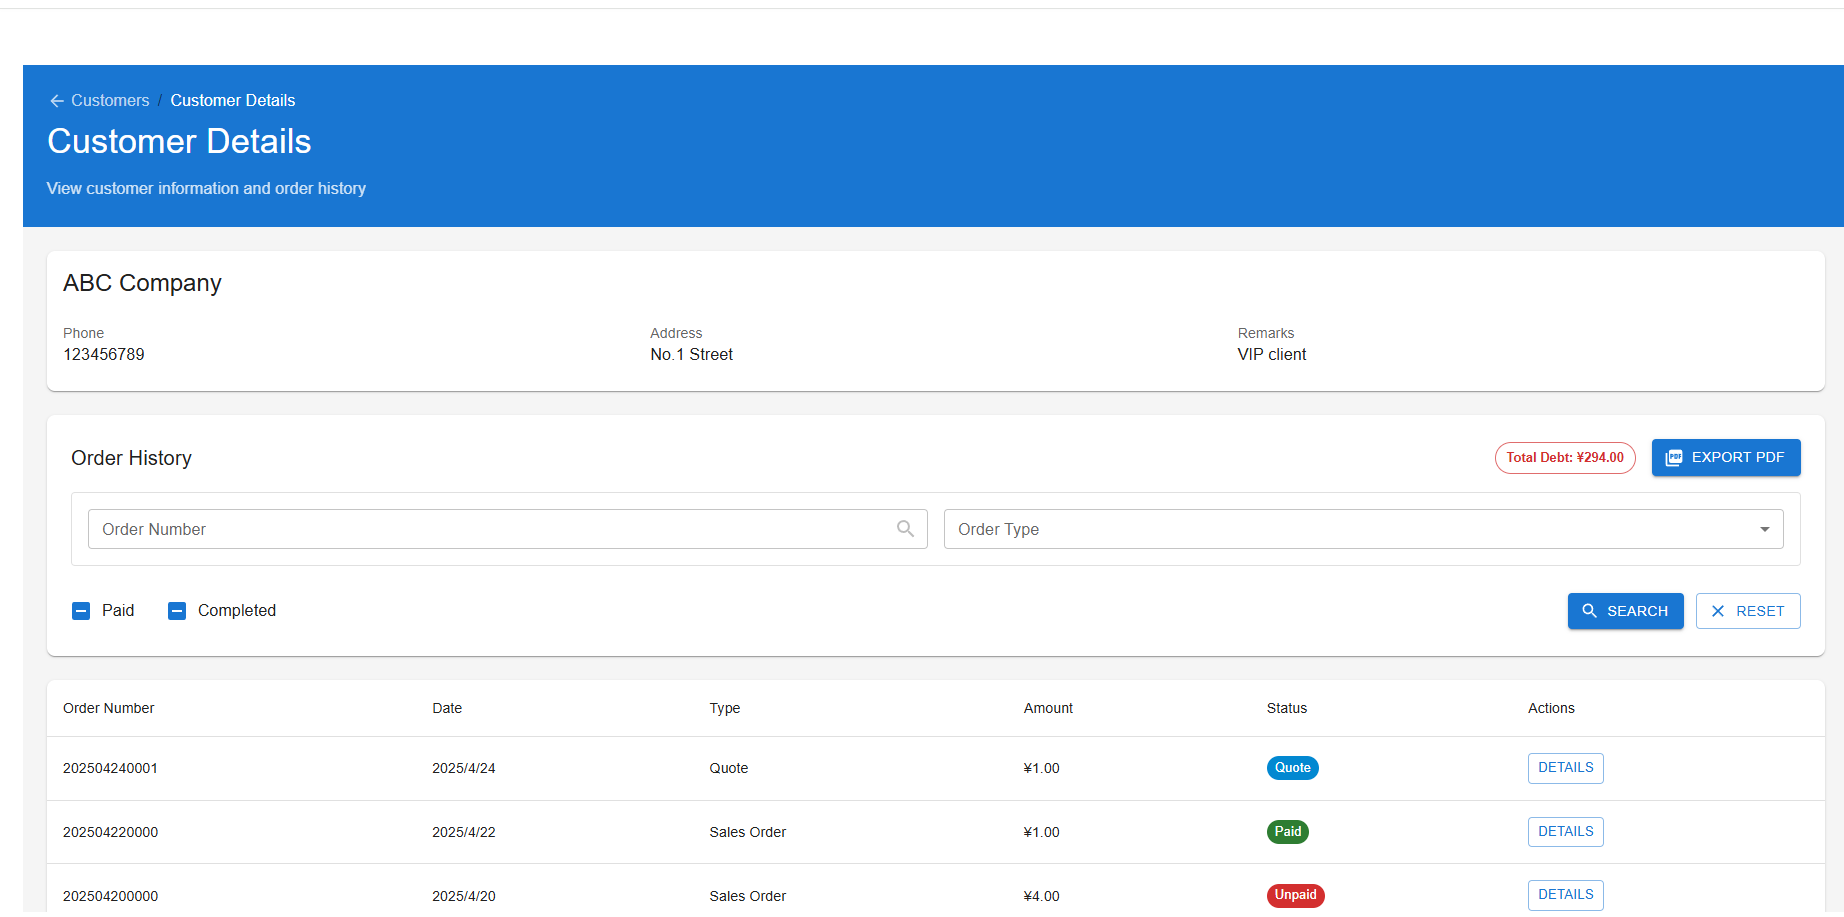 Customers / Customer Details
Customer Details
View customer information and order history
ABC Company
Phone Address Remarks
123456789 No.1 Street VIP client
Order History Total Debt: ¥294.00 PDF EXPORT PDF
Order Number Order Type
Paid Completed SEARCH RESET
Order Number Date Type Amount Status Actions
202504240001 2025/4/24 Quote ¥1.00 Quote DETAILS
202504220000 2025/4/22 Sales Order ¥1.00 Paid DETAILS
202504200000 2025/4/20 Sales Order ¥4.00 Unpaid DETAILS